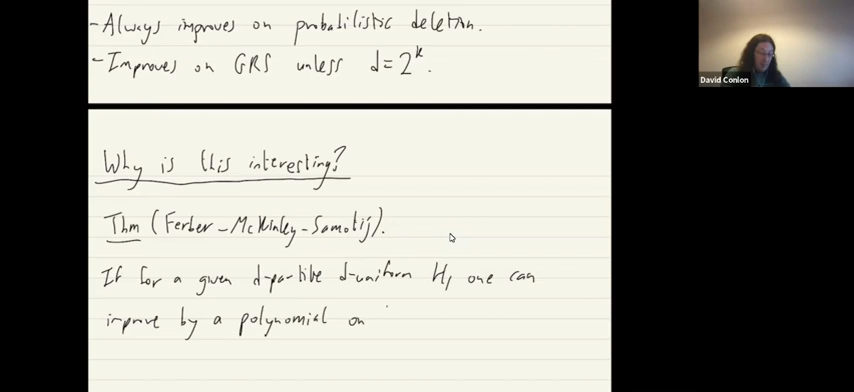 - Always improves on probabilistic deletion.
- Improves on GRS unless d = 2^k.
David Conlon
Why is this interesting?
Thm (Ferber-McKinley-Samotij).
If for a given d-partite d-uniform H, one can
improve by a polynomial on